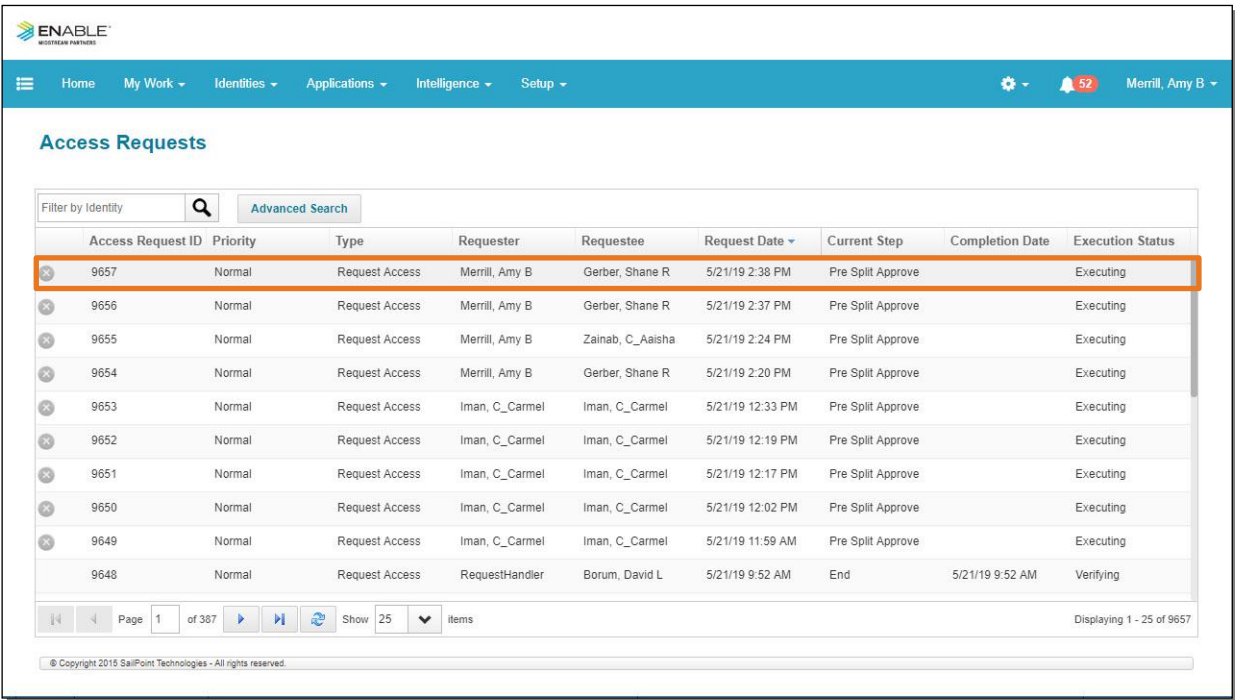 ENABLE
MIDSTREAM PARTNERS
Home My Work Identities Applications Intelligence Setup 52 Merrill, Amy B
Access Requests
Filter by Identity Advanced Search
Access Request ID Priority Type Requester Requestee Request Date Current Step Completion Date Execution Status
9657 Normal Request Access Merrill, Amy B Gerber, Shane R 5/21/19 2:38 PM Pre Split Approve Executing
9656 Normal Request Access Merrill, Amy B Gerber, Shane R 5/21/19 2:37 PM Pre Split Approve Executing
9655 Normal Request Access Merrill, Amy B Zainab, C_Aaisha 5/21/19 2:24 PM Pre Split Approve Executing
9654 Normal Request Access Merrill, Amy B Gerber, Shane R 5/21/19 2:20 PM Pre Split Approve Executing
9653 Normal Request Access Iman, C_Carmel Iman, C_Carmel 5/21/19 12:33 PM Pre Split Approve Executing
9652 Normal Request Access Iman, C_Carmel Iman, C_Carmel 5/21/19 12:19 PM Pre Split Approve Executing
9651 Normal Request Access Iman, C_Carmel Iman, C_Carmel 5/21/19 12:17 PM Pre Split Approve Executing
9650 Normal Request Access Iman, C_Carmel Iman, C_Carmel 5/21/19 12:02 PM Pre Split Approve Executing
9649 Normal Request Access Iman, C_Carmel Iman, C_Carmel 5/21/19 11:59 AM Pre Split Approve Executing
9648 Normal Request Access RequestHandler Borum, David L 5/21/19 9:52 AM End 5/21/19 9:52 AM Verifying
Page 1 of 387 Show 25 items Displaying 1 - 25 of 9657
© Copyright 2015 SailPoint Technologies - All rights reserved.